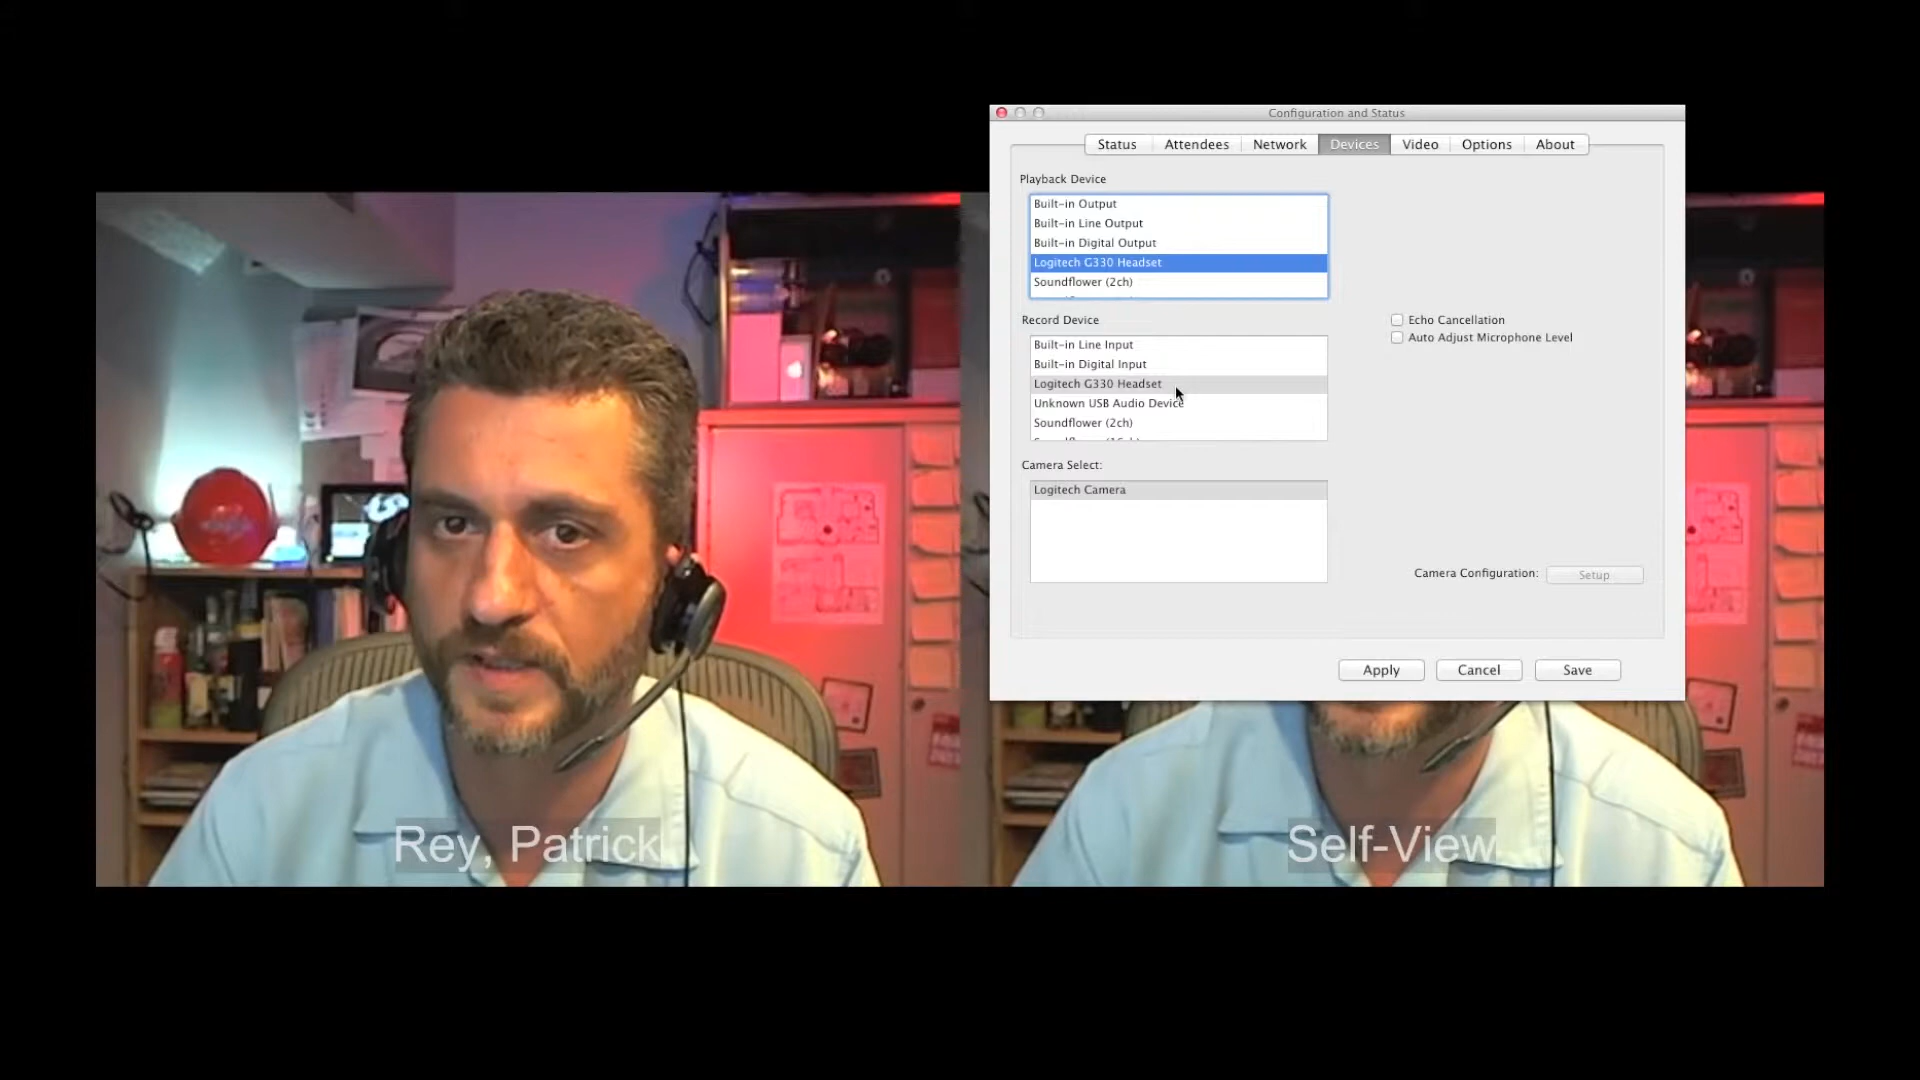 Configuration and Status
Status Attendees Network Devices Video Options About
Playback Device
Built-in Output
Built-in Line Output
Built-in Digital Output
Logitech G330 Headset
Soundflower (2ch)
Record Device
Echo Cancellation
Auto Adjust Microphone Level
Built-in Line Input
Built-in Digital Input
Logitech G330 Headset
Unknown USB Audio Device
Soundflower (2ch)
Camera Select:
Logitech Camera
Camera Configuration: Setup
Apply Cancel Save
Rey, Patrick
Self-View